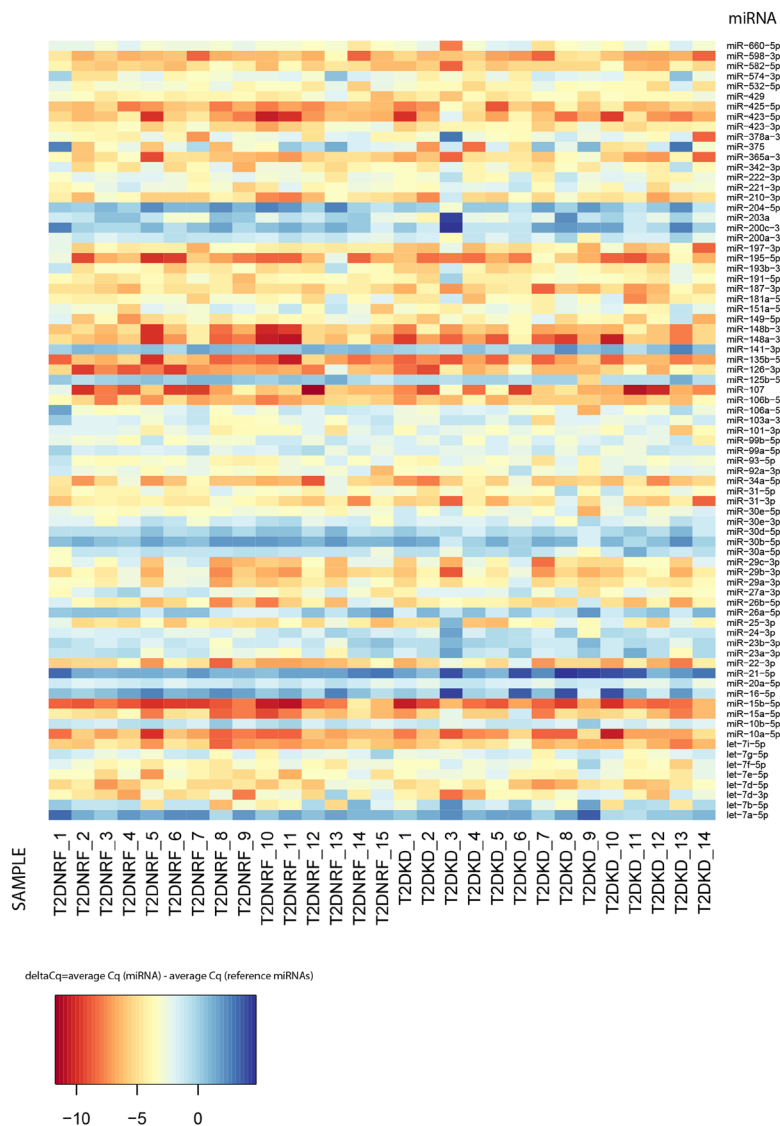 miRNA
miR−660−5p
miR−598−3p
miR−582−5p
miR−574−3p
miR−532−5p
miR−429
miR−425−5p
miR−423−5p
miR−423−3p
miR−378a−3
miR−375
miR−365a−3
miR−342−3p
miR−222−3p
miR−221−3p
miR−210−3p
miR−204−5p
miR−203a
miR−200c−3
miR−200a−3
miR−197−3p
miR−195−5p
miR−193b−3
miR−191−5p
miR−187−3p
miR−181a−5
miR−151a−5
miR−149−5p
miR−148b−3
miR−148a−3
miR−141−3p
miR−135b−5
miR−126−3p
miR−125b−5
miR−107
miR−106b−5
miR−106a−5
miR−103a−3
miR−101−3p
miR−99b−5p
miR−99a−5p
miR−93−5p
miR−92a−3p
miR−34a−5p
miR−31−5p
miR−31−3p
miR−30e−5p
miR−30e−3p
miR−30d−5p
miR−30b−5p
miR−30a−5p
miR−29c−3p
miR−29b−3p
miR−29a−3p
miR−27a−3p
miR−26b−5p
miR−26a−5p
miR−25−3p
miR−24−3p
miR−23b−3p
miR−23a−3p
miR−22−3p
miR−21−5p
miR−20a−5p
miR−16−5p
miR−15b−5p
miR−15a−5p
miR−10b−5p
miR−10a−5p
let−7i−5p
let−7g−5p
let−7f−5p
let−7e−5p
let−7d−5p
let−7d−3p
let−7b−5p
let−7a−5p
SAMPLE
T2DNRF_1
T2DNRF_2
T2DNRF_3
T2DNRF_4
T2DNRF_5
T2DNRF_6
T2DNRF_7
T2DNRF_8
T2DNRF_9
T2DNRF_10
T2DNRF_11
T2DNRF_12
T2DNRF_13
T2DNRF_14
T2DNRF_15
T2DKD_1
T2DKD_2
T2DKD_3
T2DKD_4
T2DKD_5
T2DKD_6
T2DKD_7
T2DKD_8
T2DKD_9
T2DKD_10
T2DKD_11
T2DKD_12
T2DKD_13
T2DKD_14
deltaCq=average Cq (miRNA) - average Cq (reference miRNAs)
−10 −5 0